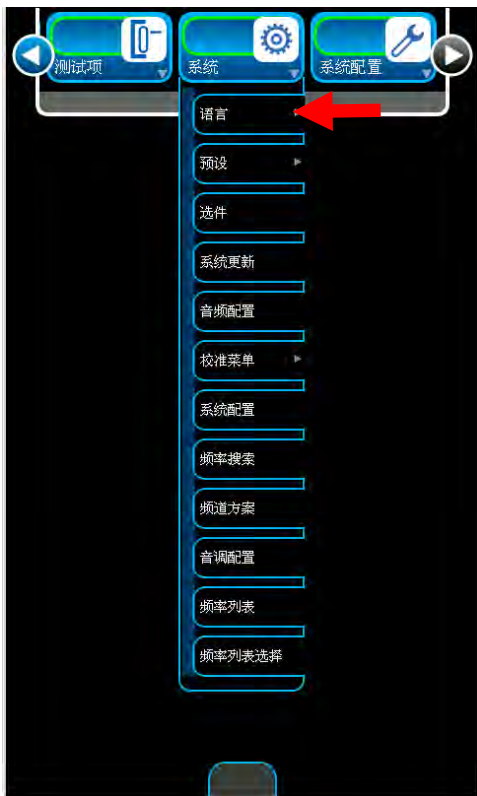 测试项
系统
系统配置
语言
预设
选件
系统更新
音频配置
校准菜单
系统配置
频率搜索
频道方案
音调配置
频率列表
频率列表选择